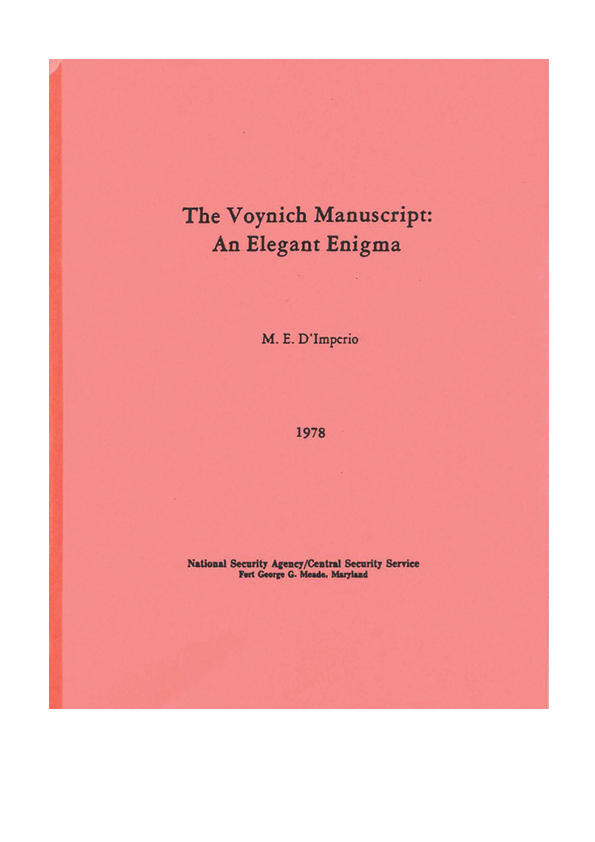 The Voynich Manuscript:
An Elegant Enigma
M. E. D'Imperio
1978
National Security Agency/Central Security Service
Fort George G. Meade, Maryland